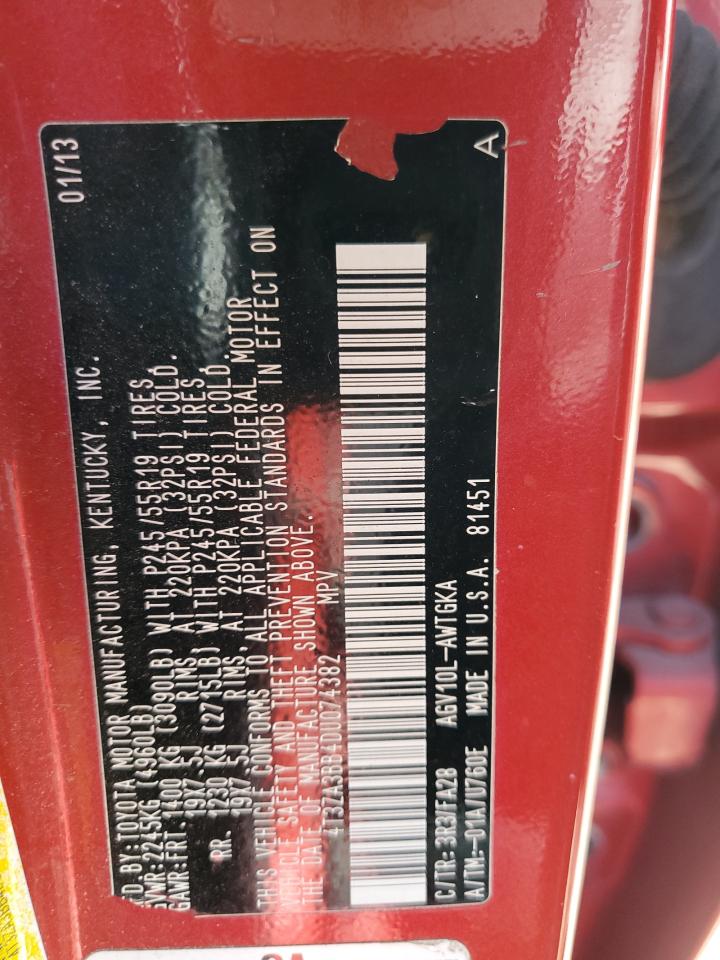 MFD.BY:TOYOTA MOTOR MANUFACTURING, KENTUCKY, INC. 01/13
GVWR:2245KG (4960LB)
GAWR:FRT. 1400 KG (3090LB) WITH P245/55R19 TIRES,
19X7.5J RIMS, AT 220KPA (32PSI) COLD.
RR. 1230 KG (2715LB) WITH P245/55R19 TIRES,
19X7.5J RIMS, AT 220KPA (32PSI) COLD.
THIS VEHICLE CONFORMS TO ALL APPLICABLE FEDERAL MOTOR
VEHICLE SAFETY AND THEFT PREVENTION STANDARDS IN EFFECT ON
THE DATE OF MANUFACTURE SHOWN ABOVE.
4T3ZA3BB4DU074382 MPV
C/TR:3R3/FA28 AGV10L-AWTGKA
A/TM:-01A/U760E MADE IN U.S.A. 81451 A